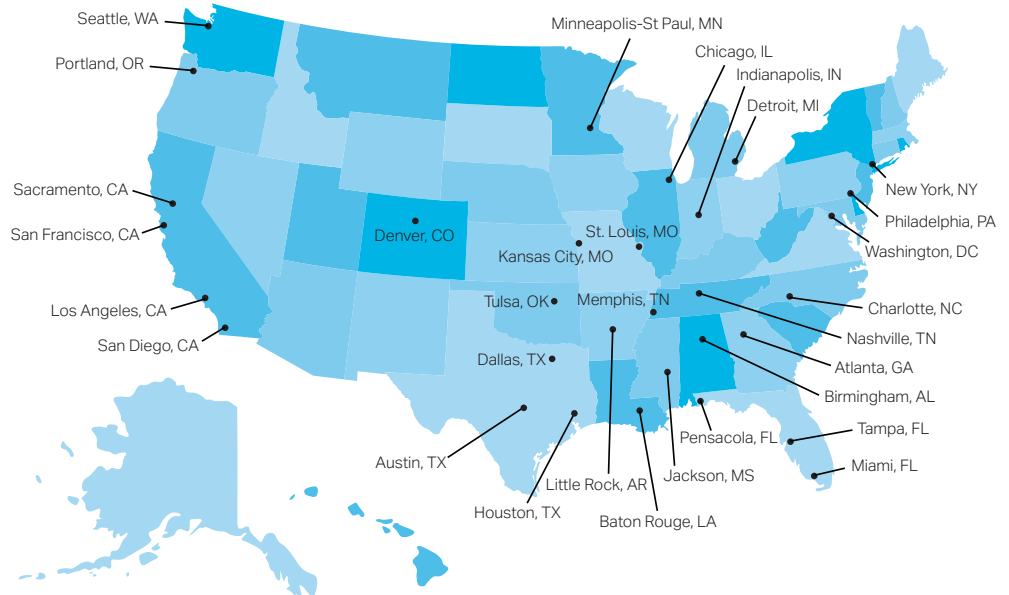 Seattle, WA
Minneapolis-St Paul, MN
Chicago, IL
Portland, OR
Indianapolis, IN
Detroit, MI
Sacramento, CA
New York, NY
Philadelphia, PA
San Francisco, CA
Denver, CO
St. Louis, MO
Kansas City, MO
Washington, DC
Los Angeles, CA
Tulsa, OK
Memphis, TN
Charlotte, NC
San Diego, CA
Nashville, TN
Dallas, TX
Atlanta, GA
Birmingham, AL
Tampa, FL
Pensacola, FL
Austin, TX
Miami, FL
Jackson, MS
Little Rock, AR
Houston, TX
Baton Rouge, LA